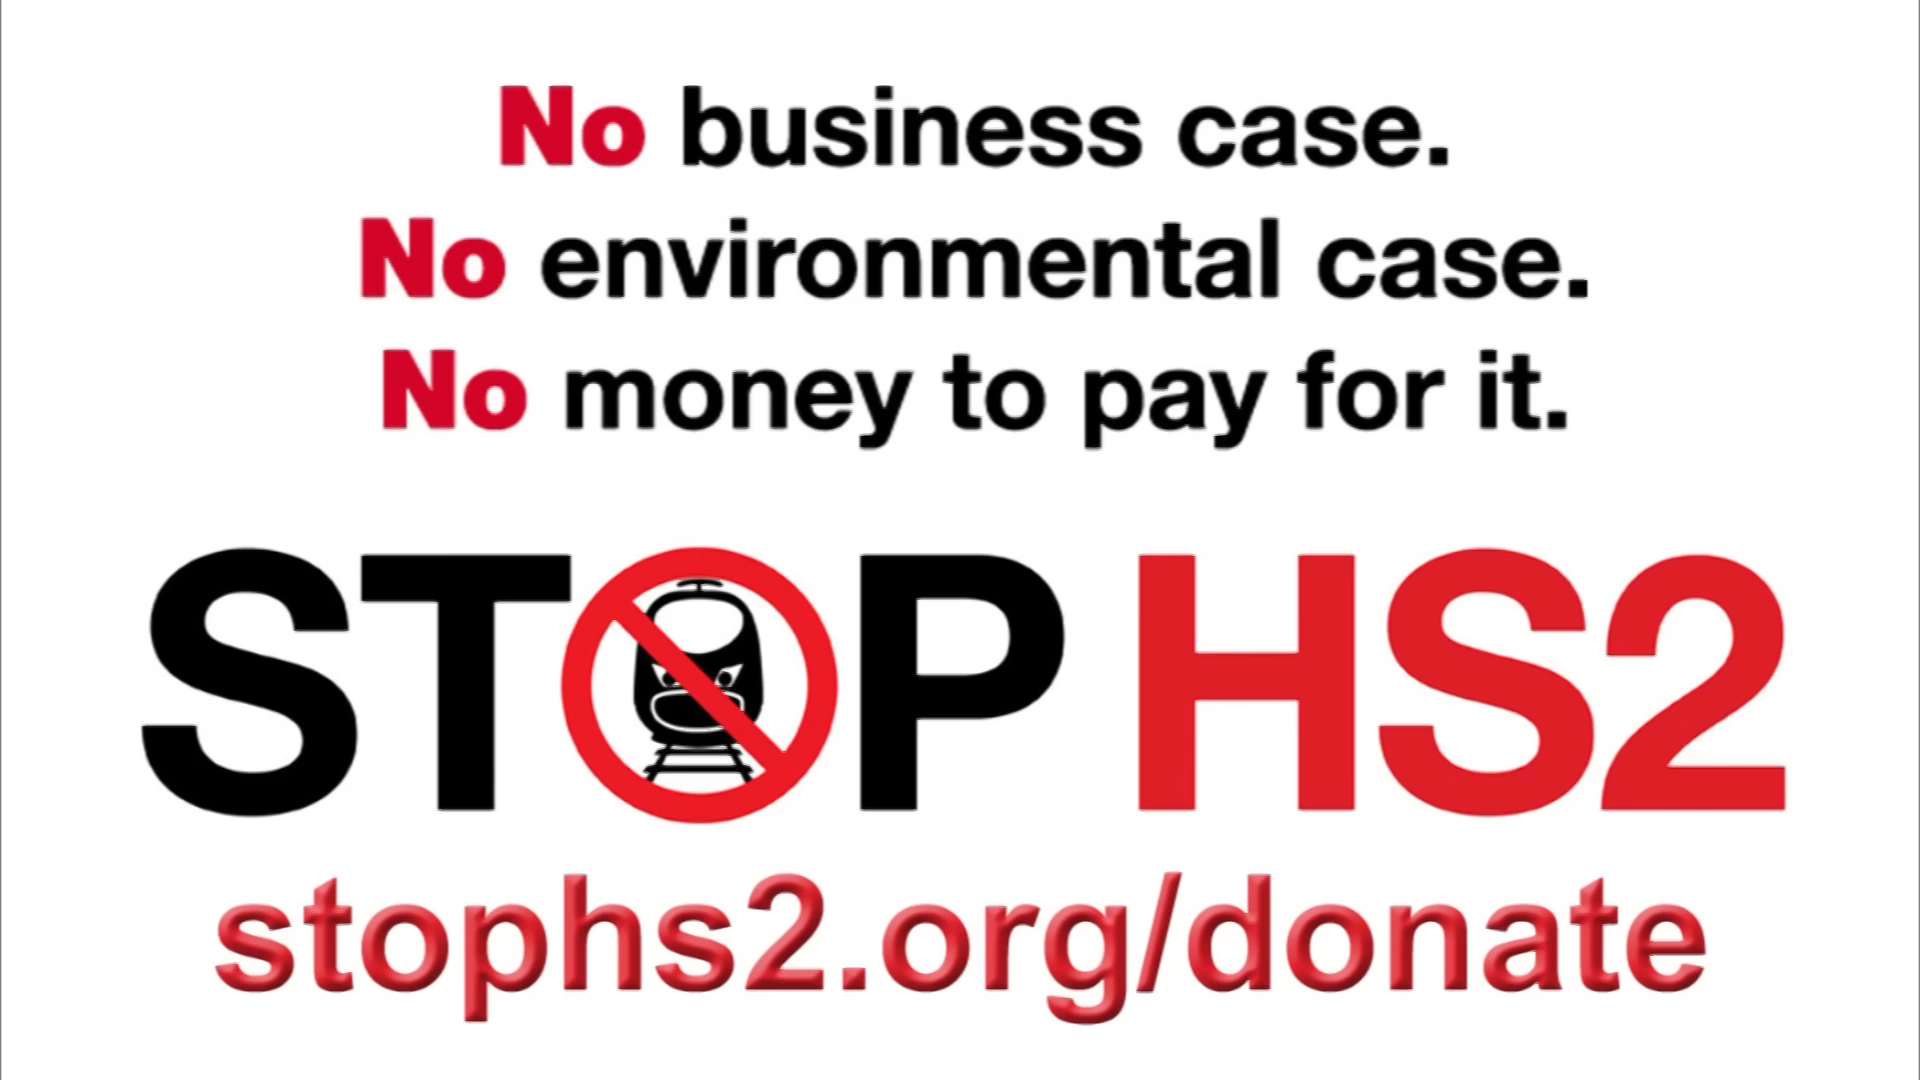 No business case.
No environmental case.
No money to pay for it.
STOP HS2
stophs2.org/donate